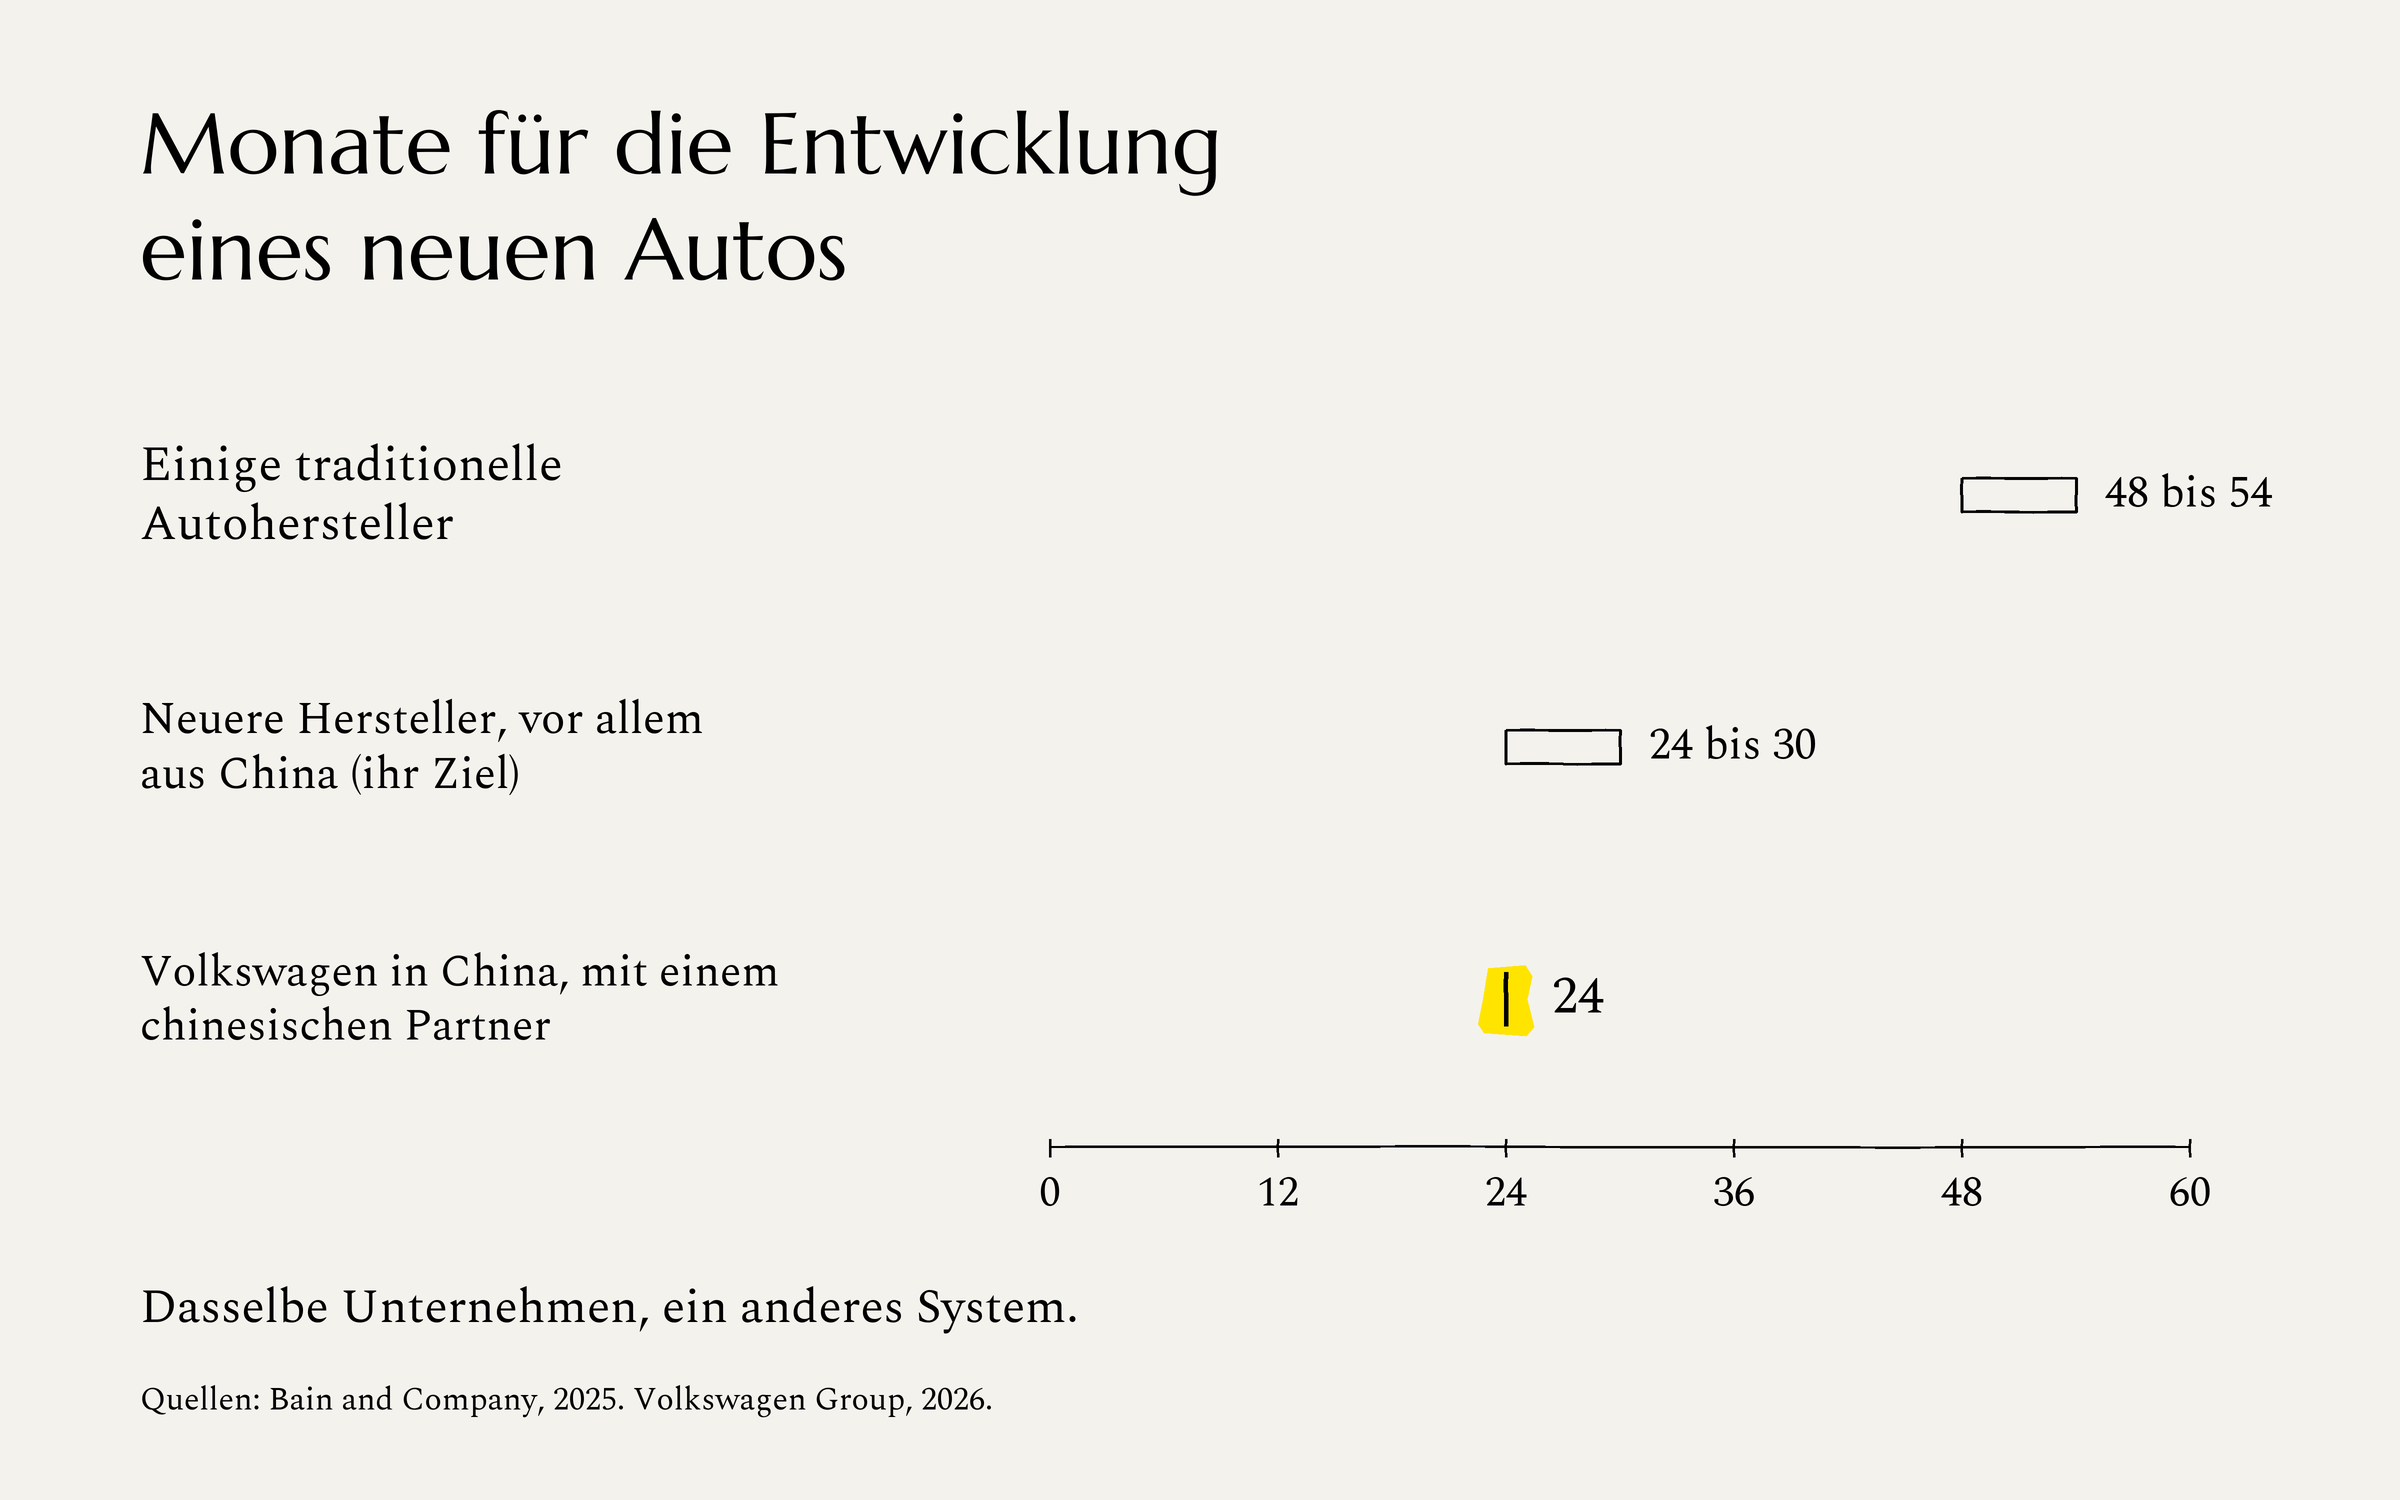 Monate für die Entwicklung
eines neuen Autos
Einige traditionelle
Autohersteller
48 bis 54
Neuere Hersteller, vor allem
aus China (ihr Ziel)
24 bis 30
Volkswagen in China, mit einem
chinesischen Partner
24
0 12 24 36 48 60
Dasselbe Unternehmen, ein anderes System.
Quellen: Bain and Company, 2025. Volkswagen Group, 2026.